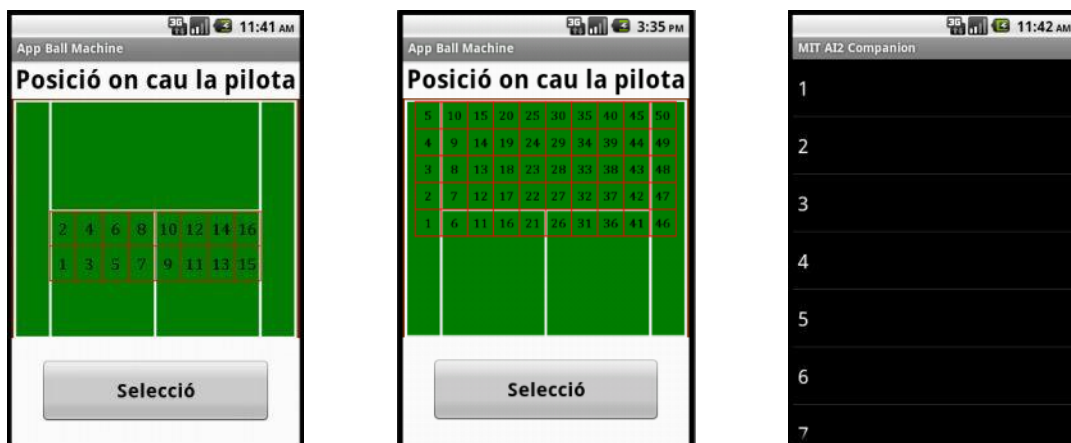 3G 11:41 AM
App Ball Machine
Posició on cau la pilota
2 4 6 8 10 12 14 16
1 3 5 7 9 11 13 15
Selecció
3G 3:35 PM
App Ball Machine
Posició on cau la pilota
5 10 15 20 25 30 35 40 45 50
4 9 14 19 24 29 34 39 44 49
3 8 13 18 23 28 33 38 43 48
2 7 12 17 22 27 32 37 42 47
1 6 11 16 21 26 31 36 41 46
Selecció
3G 11:42 AM
MIT AI2 Companion
1
2
3
4
5
6
7